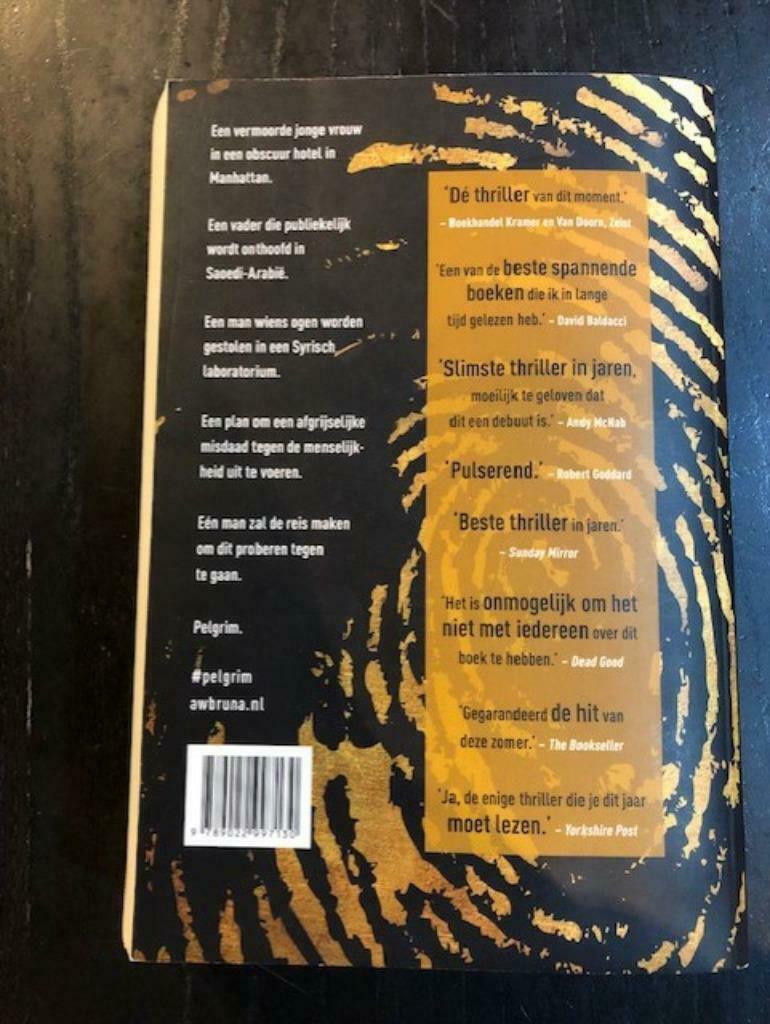 Een vermoorde jonge vrouw
in een obscuur hotel in
Manhattan.
Een vader die publiekelijk
wordt onthoofd in
Saoedi-Arabië.
Een man wiens ogen worden
gestolen in een Syrisch
laboratorium.
Een plan om een afgrijselijke
misdaad tegen de menselijk-
heid uit te voeren.
Eén man zal de reis maken
om dit proberen tegen
te gaan.
Pelgrim.
#pelgrim
awbruna.nl
9 789022 997130
'Dé thriller van dit moment.'
– Boekhandel Kramer en Van Doorn, Zeist
'Een van de beste spannende
boeken die ik in lange
tijd gelezen heb.' – David Baldacci
'Slimste thriller in jaren,
moeilijk te geloven dat
dit een debuut is.' – Andy McNab
'Pulserend.' – Robert Goddard
'Beste thriller in jaren.'
– Sunday Mirror
'Het is onmogelijk om het
niet met iedereen over dit
boek te hebben.' – Dead Good
'Gegarandeerd de hit van
deze zomer.' – The Bookseller
'Ja, de enige thriller die je dit jaar
moet lezen.' – Yorkshire Post